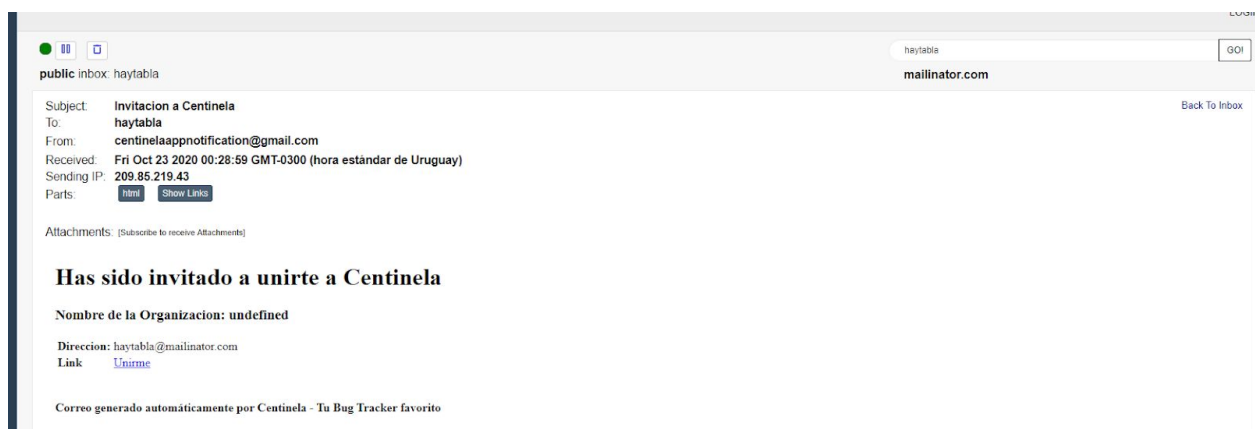 LOGIN
haytabla GO!
public inbox: haytabla mailinator.com
Subject: Invitacion a Centinela Back To Inbox
To: haytabla
From: centinelaappnotification@gmail.com
Received: Fri Oct 23 2020 00:28:59 GMT-0300 (hora estándar de Uruguay)
Sending IP: 209.85.219.43
Parts: html Show Links
Attachments: [Subscribe to receive Attachments]
Has sido invitado a unirte a Centinela
Nombre de la Organizacion: undefined
Direccion: haytabla@mailinator.com
Link Unirme
Correo generado automáticamente por Centinela - Tu Bug Tracker favorito